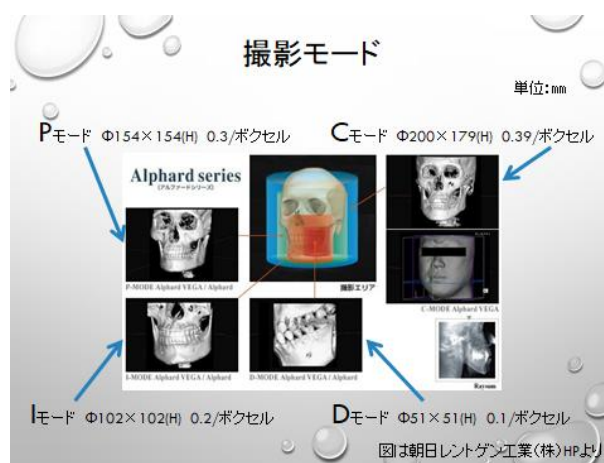 撮影モード
単位:㎜
Pモード Φ154×154(H) 0.3/ボクセル
Cモード Φ200×179(H) 0.39/ボクセル
Alphard series
(アルファードシリーズ)
P-MODE Alphard VEGA / Alphard
撮影エリア
C-MODE Alphard VEGA
I-MODE Alphard VEGA / Alphard
D-MODE Alphard VEGA / Alphard
Raysum
Iモード Φ102×102(H) 0.2/ボクセル
Dモード Φ51×51(H) 0.1/ボクセル
図は朝日レントゲン工業(株)HPより